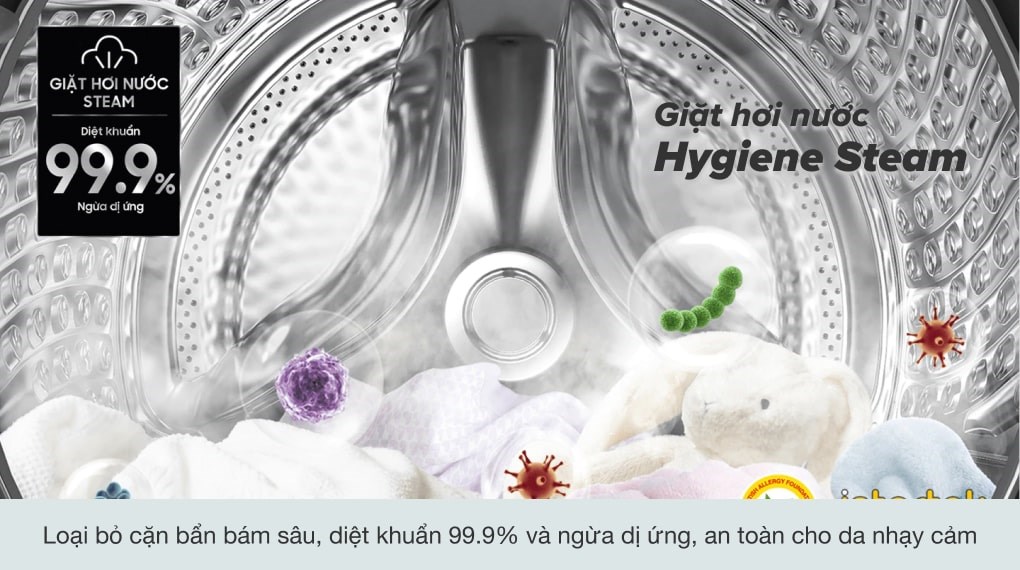 GIẶT HƠI NƯỚC
STEAM
Diệt khuẩn
99.9%
Ngừa dị ứng
Giặt hơi nước
Hygiene Steam
ALLERGY
Loại bỏ cặn bẩn bám sâu, diệt khuẩn 99.9% và ngừa dị ứng, an toàn cho da nhạy cảm